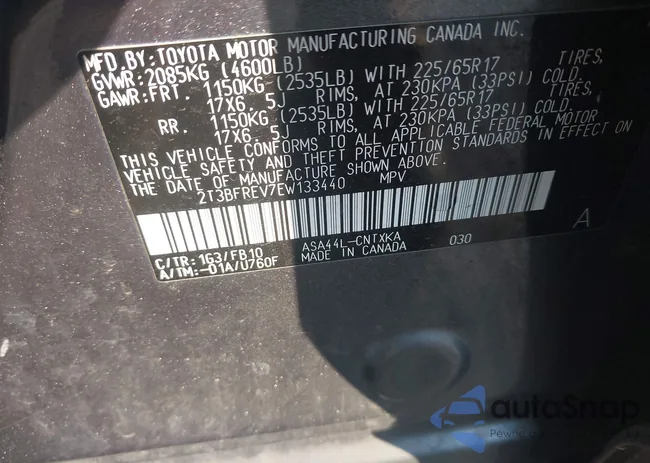 MFD.BY:TOYOTA MOTOR MANUFACTURING CANADA INC.
GVWR:2085KG (4600LB)
GAWR:FRT. 1150KG (2535LB) WITH 225/65R17 TIRES,
17X6.5J RIMS, AT 230KPA (33PSI) COLD.
RR. 1150KG (2535LB) WITH 225/65R17 TIRES,
17X6.5J RIMS, AT 230KPA (33PSI) COLD.
THIS VEHICLE CONFORMS TO ALL APPLICABLE FEDERAL MOTOR
VEHICLE SAFETY AND THEFT PREVENTION STANDARDS IN EFFECT ON
THE DATE OF MANUFACTURE SHOWN ABOVE.
2T3BFREV7EW133440 MPV
C/TR:1G3/FB10 ASA44L-CNTXKA 030 A
A/TM:-01A/U760F MADE IN CANADA
autoSnap